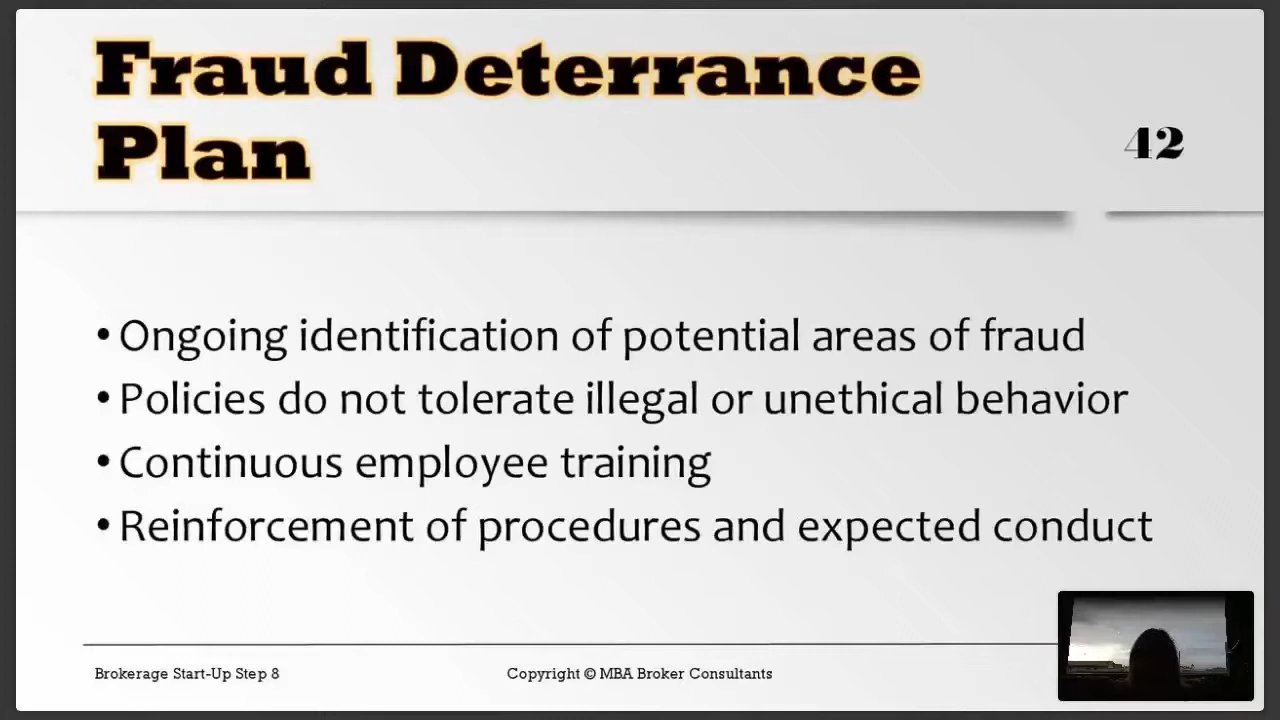 Fraud Deterrance
Plan
42
• Ongoing identification of potential areas of fraud
• Policies do not tolerate illegal or unethical behavior
• Continuous employee training
• Reinforcement of procedures and expected conduct
Brokerage Start-Up Step 8
Copyright © MBA Broker Consultants